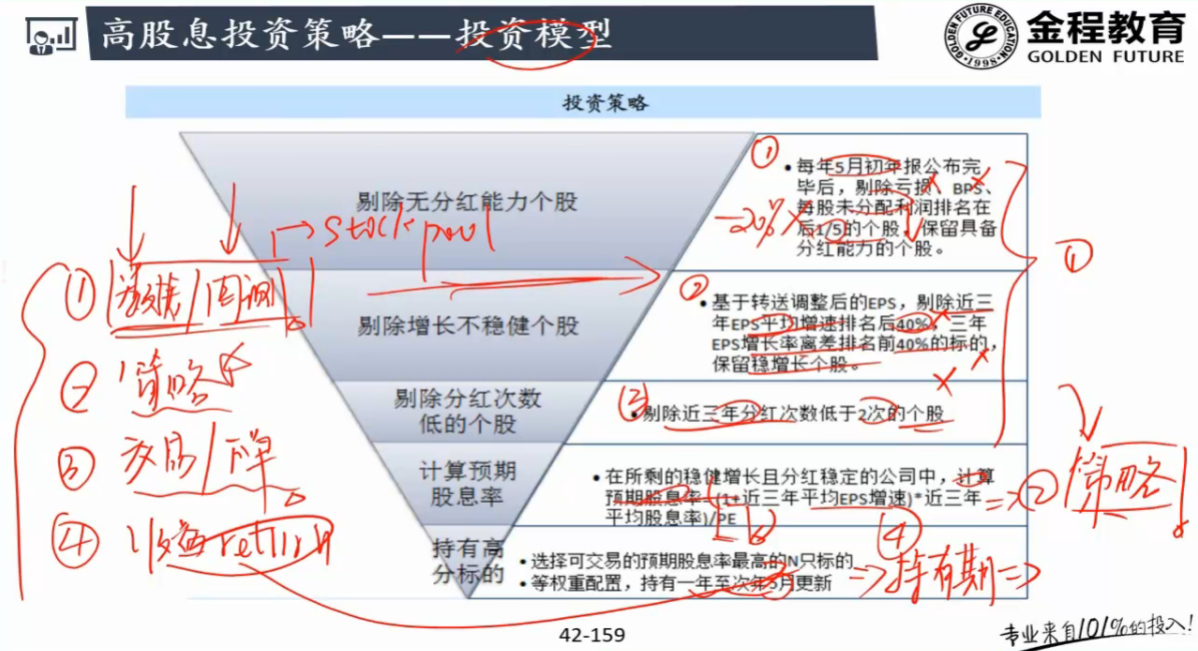 高股息投资策略——投资模型
GOLDEN FUTURE EDUCATION
·1998·
金程教育
GOLDEN FUTURE
投资策略
剔除无分红能力个股
①
•每年5月初年报公布完
毕后，剔除亏损、BPS、
每股未分配利润排名在
后1/5的个股，保留具备
分红能力的个股。
-20%
①
stock pool
① 数据/回测
剔除增长不稳健个股
②
•基于转送调整后的EPS，剔除近三
年EPS平均增速排名后40%，三年
EPS增长率离差排名前40%的标的，
保留稳增长个股。
② 策略
剔除分红次数
低的个股
③
•剔除近三年分红次数低于2次的个股
③ 交易/下单
计算预期
股息率
•在所剩的稳健增长且分红稳定的公司中，计算
预期股息率=(1+近三年平均EPS增速)*近三年
平均股息率)/PE
② 策略
④ 收益return
持有高
分标的
④
•选择可交易的预期股息率最高的N只标的
•等权重配置，持有一年至次年5月更新
持有期
42-159
专业来自101%的投入!